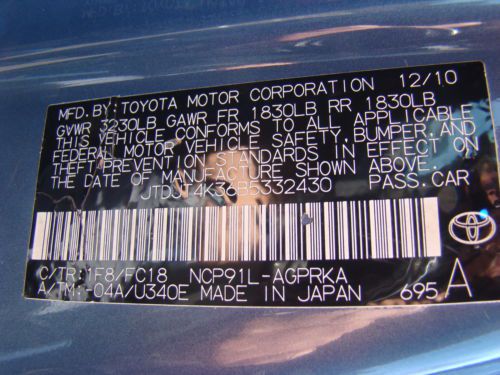 MFD.BY:TOYOTA MOTOR CORPORATION 12/10
GVWR 3230LB GAWR FR 1830LB RR 1830LB
THIS VEHICLE CONFORMS TO ALL APPLICABLE
FEDERAL MOTOR VEHICLE SAFETY,BUMPER,AND
THEFT PREVENTION STANDARDS IN EFFECT ON
THE DATE OF MANUFACTURE SHOWN ABOVE.
JTDJT4K36B5332430 PASS.CAR
C/TR: 1F8/FC18 NCP91L-AGPRKA
A/TM: -04A/U340E MADE IN JAPAN 695 A
TOYOTA